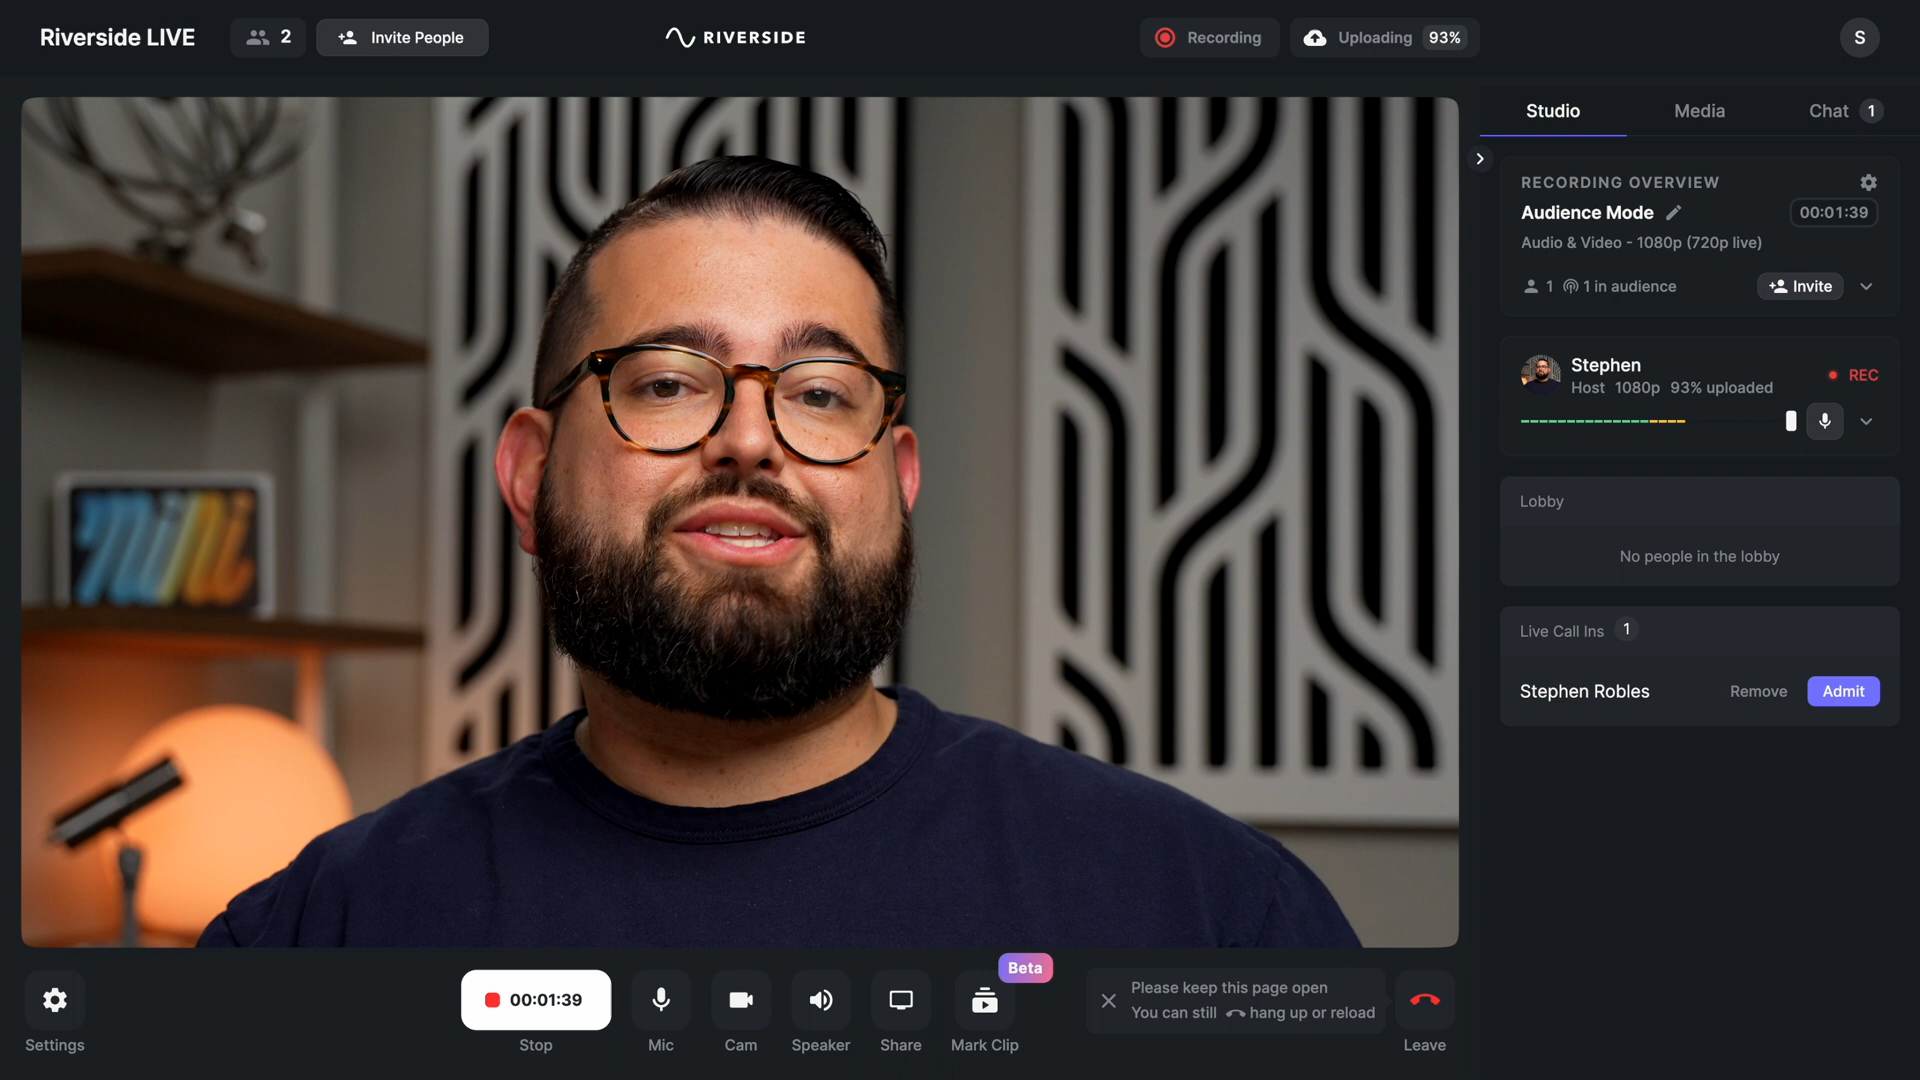 Riverside LIVE
2
Invite People
RIVERSIDE
Recording
Uploading 93%
S
Studio
Media
Chat 1
RECORDING OVERVIEW
Audience Mode
00:01:39
Audio & Video - 1080p (720p live)
1
1 in audience
Invite
Stephen
Host 1080p 93% uploaded
REC
Lobby
No people in the lobby
Live Call Ins 1
Stephen Robles
Remove
Admit
mini
Beta
00:01:39
Please keep this page open
You can still hang up or reload
Settings
Stop
Mic
Cam
Speaker
Share
Mark Clip
Leave